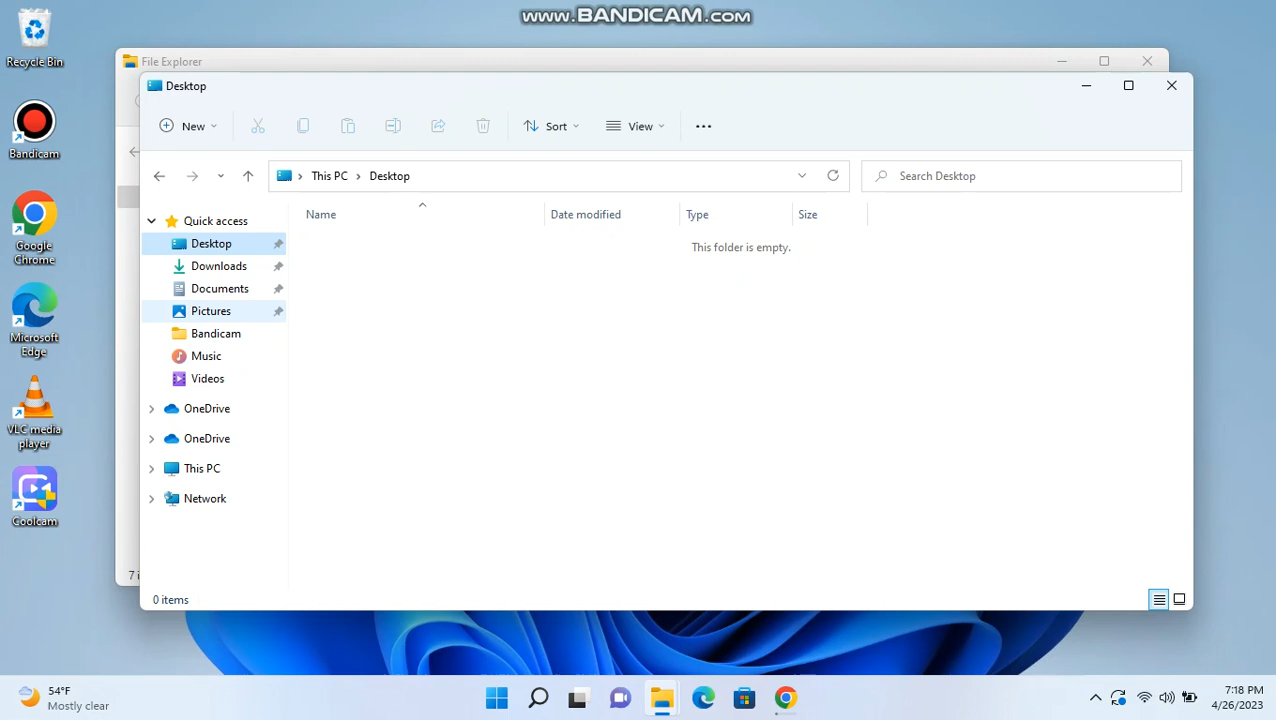 WWW.BANDICAM.COM
Recycle Bin
File Explorer
Desktop
New
Sort
View
Bandicam
This PC
Desktop
Search Desktop
Name
Date modified
Type
Size
Quick access
This folder is empty.
Desktop
Google
Chrome
Downloads
Documents
Pictures
Bandicam
Microsoft
Edge
Music
Videos
OneDrive
VLC media
player
OneDrive
This PC
Network
Coolcam
0 items
54°F
Mostly clear
7:18 PM
4/26/2023